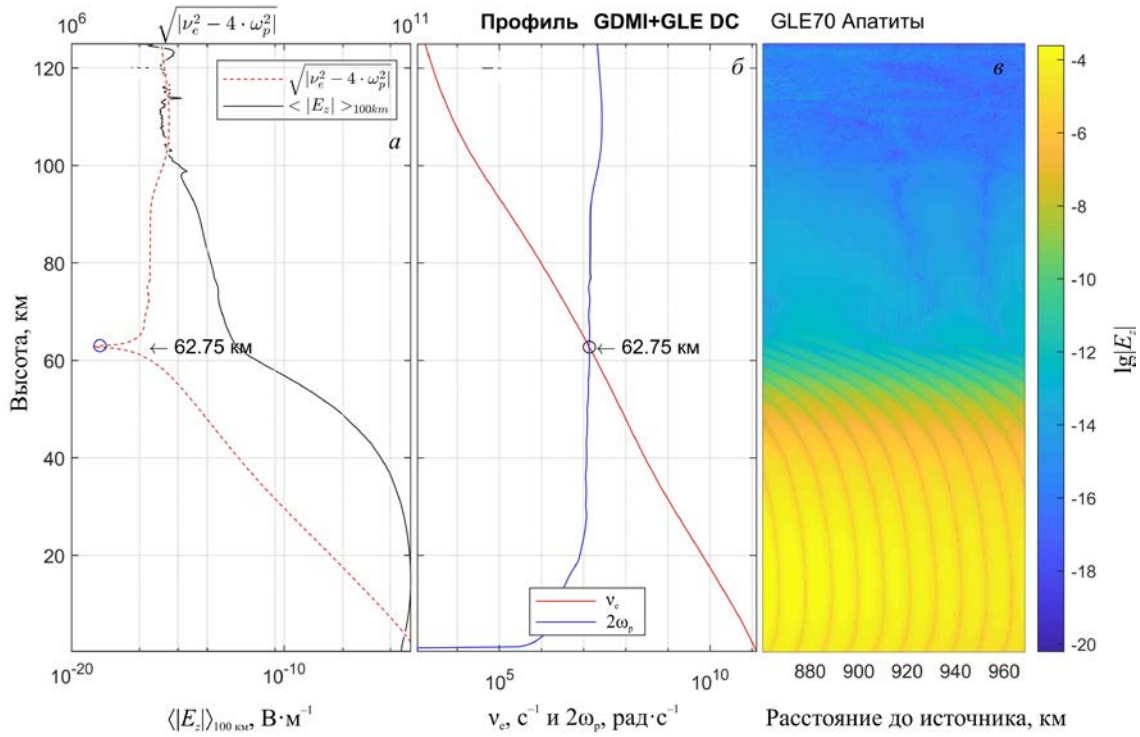 Профиль GDMI+GLE DC GLE70 Апатиты
10^6 √|ν_e^2 − 4 · ω_p^2| 10^11
а
√|ν_e^2 − 4 · ω_p^2|
< |E_z| >_100km
120
100
80
60
40
20
Высота, км
← 62.75 км
10^-20
10^-10
⟨|E_z|⟩_100 км, В·м^-1
б
← 62.75 км
ν_e
2ω_p
10^5
10^10
ν_e, с^-1 и 2ω_p, рад·с^-1
в
880 900 920 940 960
Расстояние до источника, км
-4
-6
-8
-10
-12
-14
-16
-18
-20
lg|E_z|